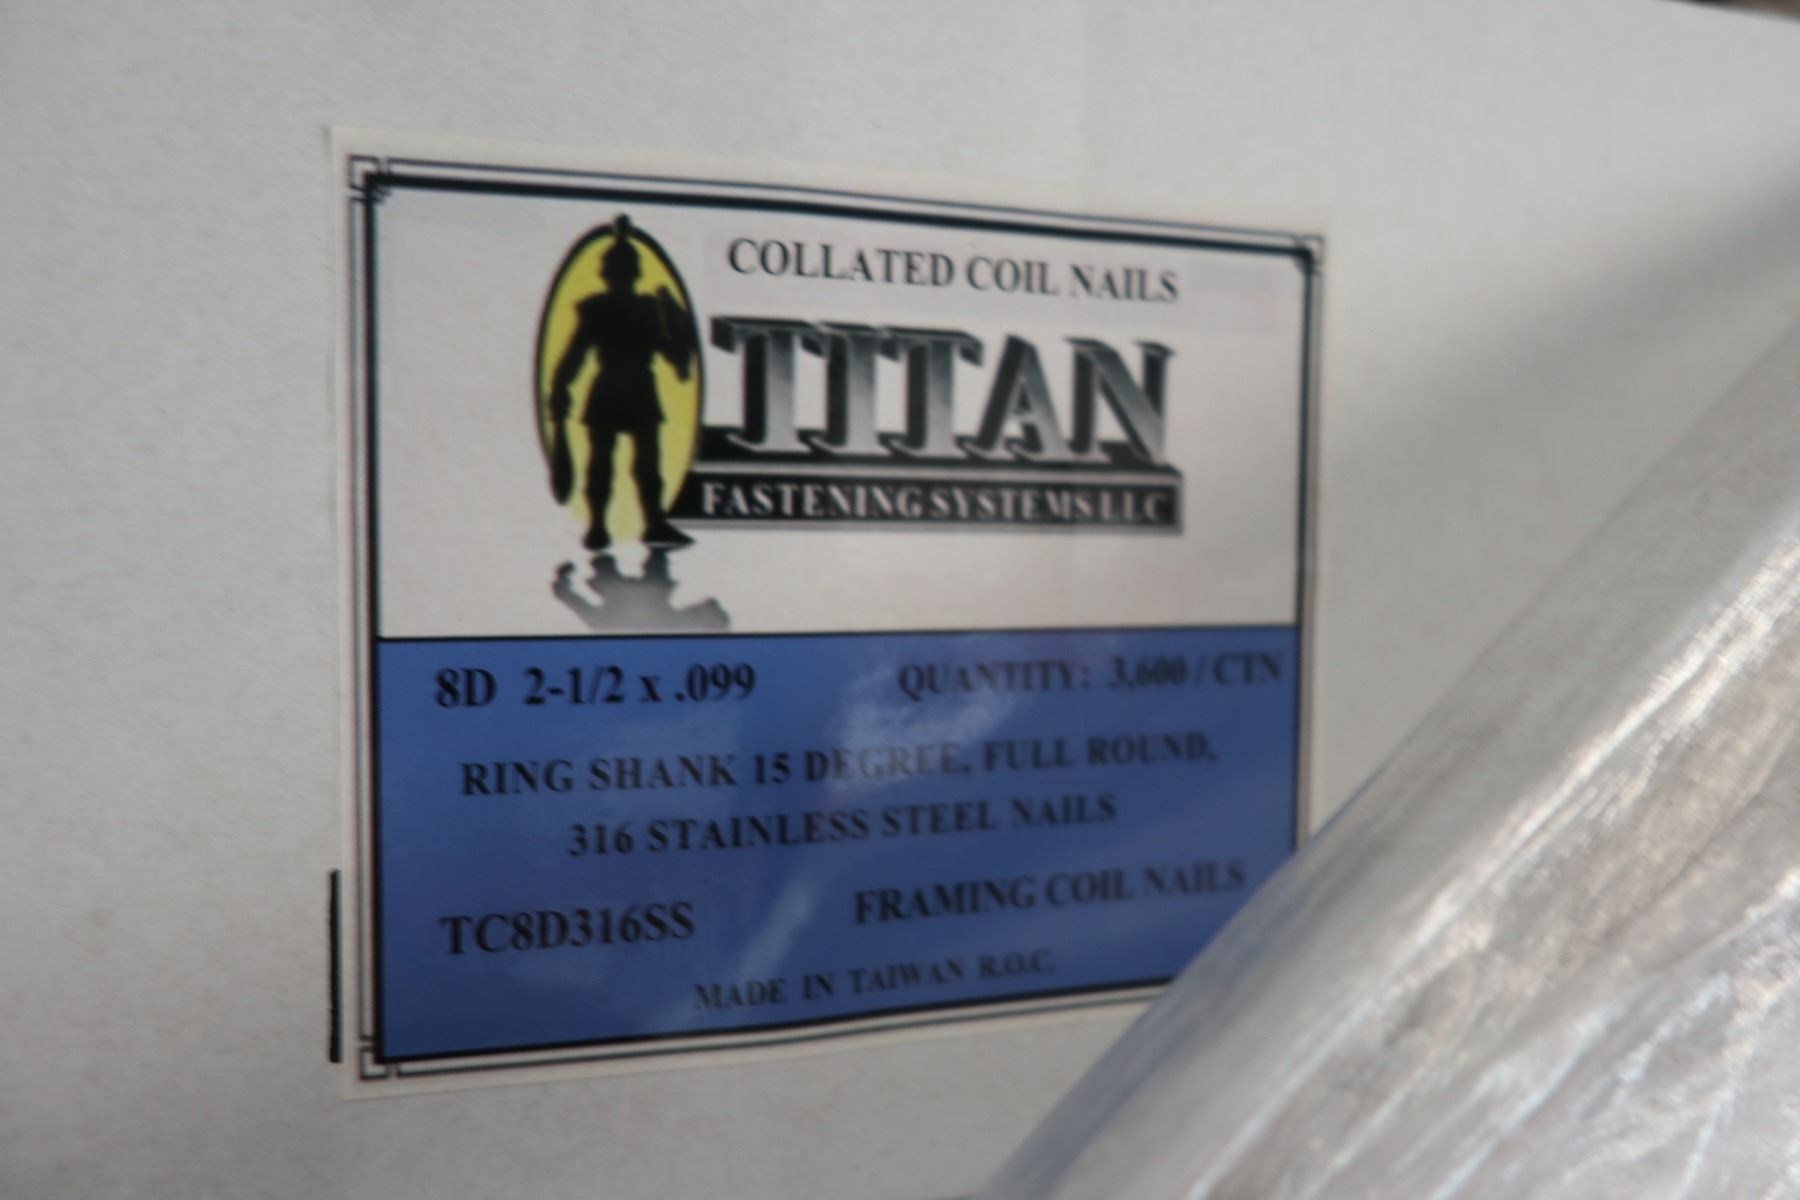 COLLATED COIL NAILS
TITAN
FASTENING SYSTEMS LLC
8D 2-1/2 x .099 QUANTITY: 3,600 / CTN
RING SHANK 15 DEGREE, FULL ROUND,
316 STAINLESS STEEL NAILS
TC8D316SS FRAMING COIL NAILS
MADE IN TAIWAN R.O.C.